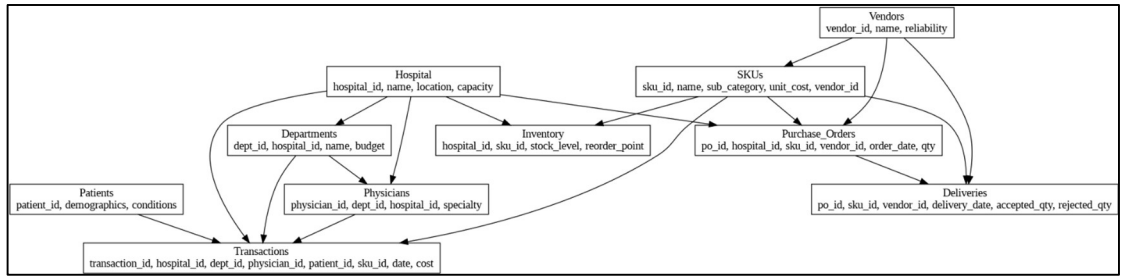 Vendors
vendor_id, name, reliability
Hospital
hospital_id, name, location, capacity
SKUs
sku_id, name, sub_category, unit_cost, vendor_id
Departments
dept_id, hospital_id, name, budget
Inventory
hospital_id, sku_id, stock_level, reorder_point
Purchase_Orders
po_id, hospital_id, sku_id, vendor_id, order_date, qty
Patients
patient_id, demographics, conditions
Physicians
physician_id, dept_id, hospital_id, specialty
Deliveries
po_id, sku_id, vendor_id, delivery_date, accepted_qty, rejected_qty
Transactions
transaction_id, hospital_id, dept_id, physician_id, patient_id, sku_id, date, cost